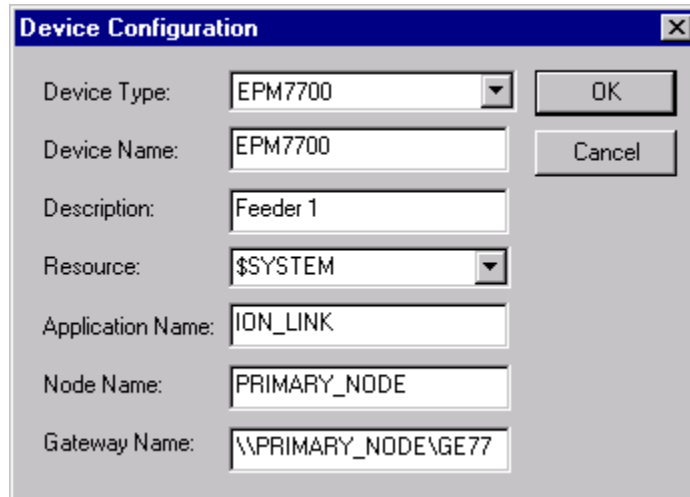 Device Configuration
Device Type: EPM7700 OK
Device Name: EPM7700 Cancel
Description: Feeder 1
Resource: $SYSTEM
Application Name: ION_LINK
Node Name: PRIMARY_NODE
Gateway Name: \\PRIMARY_NODE\GE77